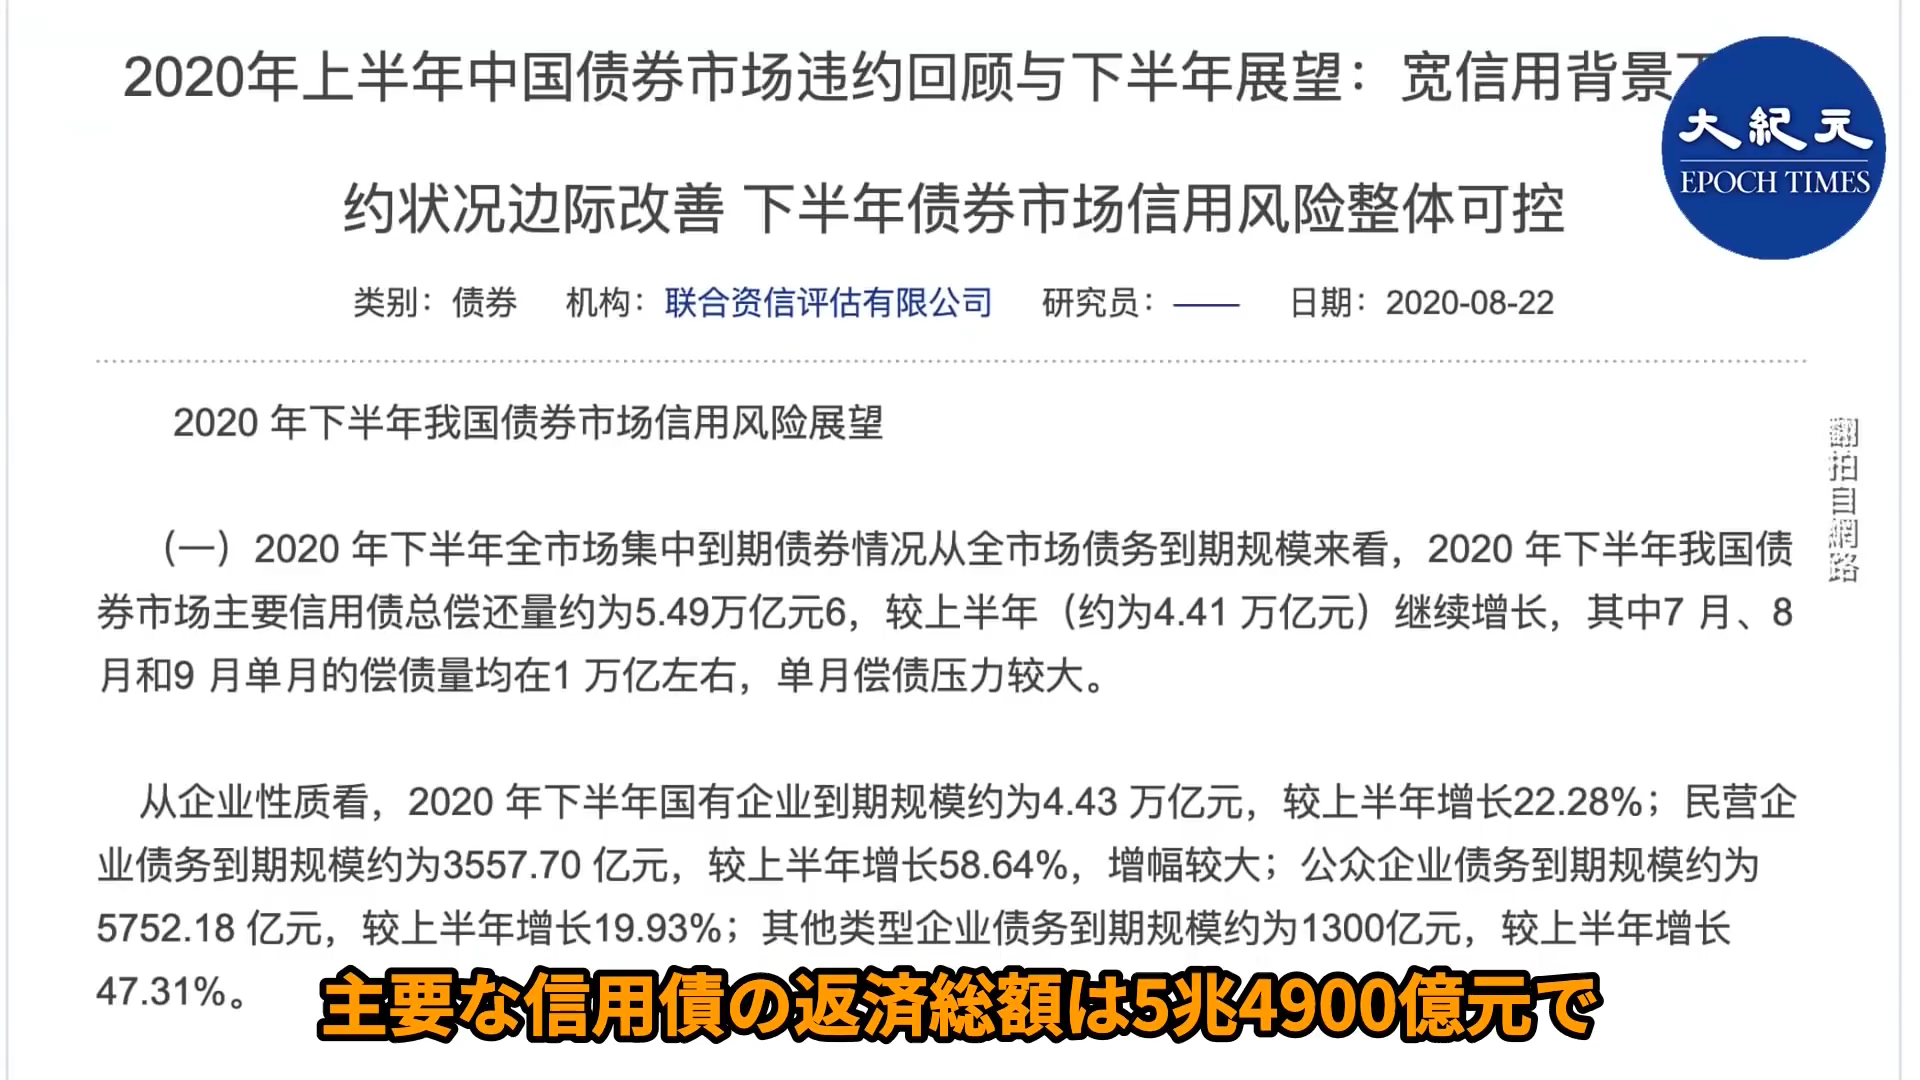 2020年上半年中国债券市场违约回顾与下半年展望：宽信用背景
大紀元
EPOCH TIMES
约状况边际改善 下半年债券市场信用风险整体可控
类别：债券 机构：联合资信评估有限公司 研究员：—— 日期：2020-08-22
2020 年下半年我国债券市场信用风险展望
翻拍自網路
（一）2020 年下半年全市场集中到期债券情况从全市场债务到期规模来看，2020 年下半年我国债
券市场主要信用债总偿还量约为5.49万亿元6，较上半年（约为4.41 万亿元）继续增长，其中7 月、8
月和9 月单月的偿债量均在1 万亿左右，单月偿债压力较大。
从企业性质看，2020 年下半年国有企业到期规模约为4.43 万亿元，较上半年增长22.28%；民营企
业债务到期规模约为3557.70 亿元，较上半年增长58.64%，增幅较大；公众企业债务到期规模约为
5752.18 亿元，较上半年增长19.93%；其他类型企业债务到期规模约为1300亿元，较上半年增长
47.31%。
主要な信用債の返済総額は5兆4900億元で